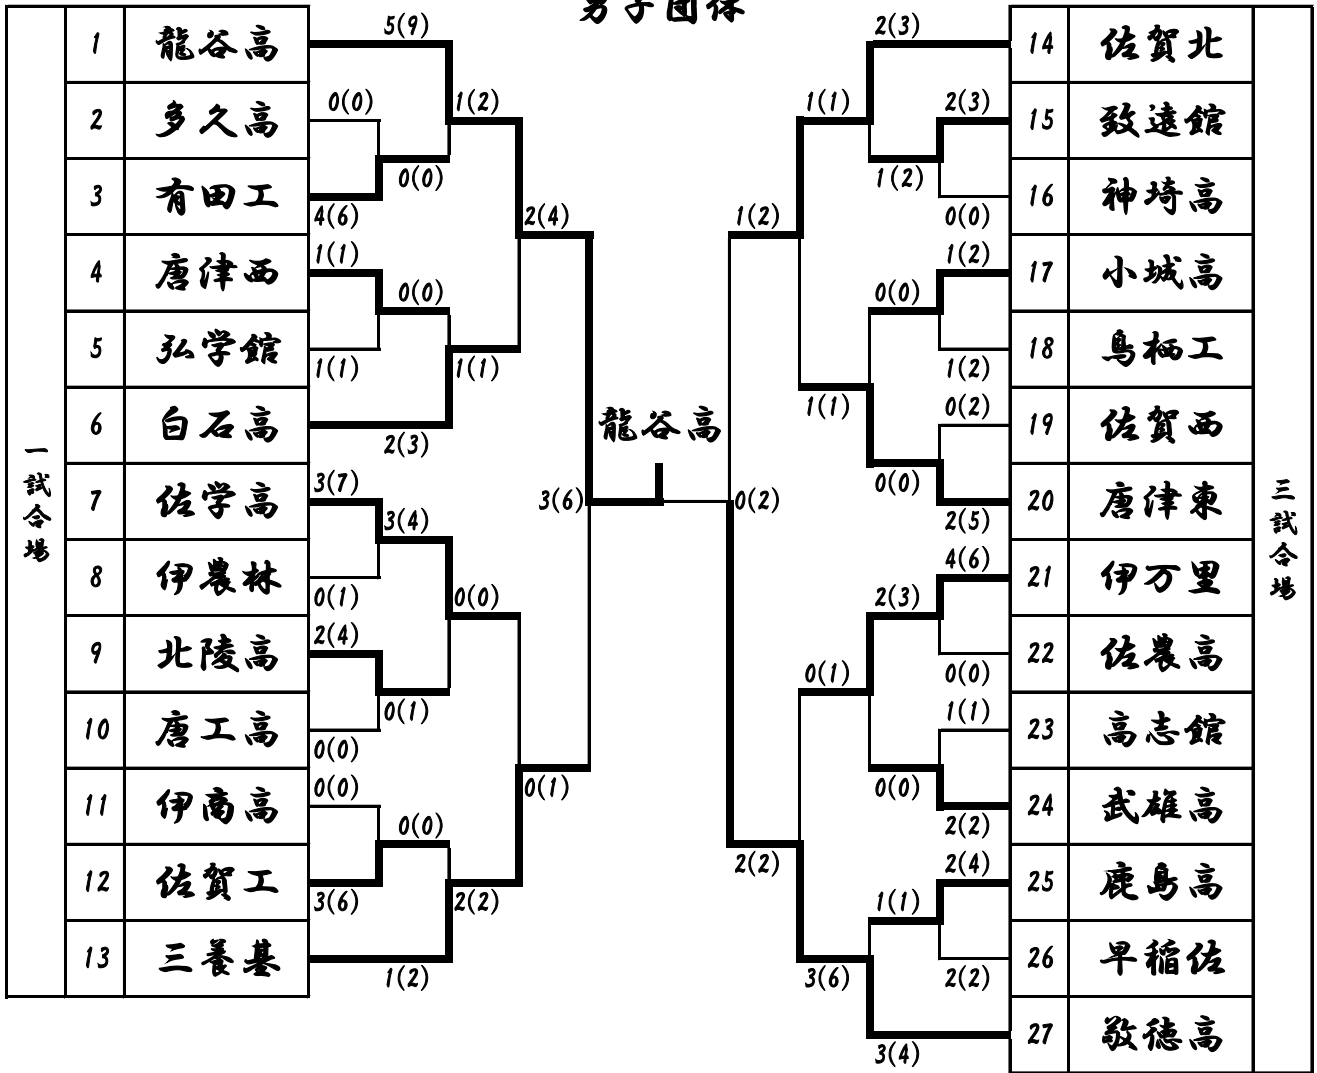 男子団体
一試合場
1 龍谷高
2 多久高
3 有田工
4 唐津西
5 弘学館
6 白石高
7 佐学高
8 伊農林
9 北陵高
10 唐工高
11 伊商高
12 佐賀工
13 三養基
5(9)
0(0)
4(6)
1(1)
1(1)
2(3)
3(7)
0(1)
2(4)
0(0)
0(0)
3(6)
1(2)
0(0)
0(0)
3(4)
0(1)
0(0)
1(2)
1(1)
0(0)
2(2)
2(4)
0(1)
3(6)
龍谷高
0(2)
1(2)
2(2)
1(1)
1(1)
0(1)
3(6)
2(3)
1(2)
0(0)
0(0)
2(3)
0(0)
1(1)
3(4)
2(3)
0(0)
1(2)
1(2)
0(2)
2(5)
4(6)
0(0)
1(1)
2(2)
2(4)
2(2)
14 佐賀北
15 致遠館
16 神埼高
17 小城高
18 鳥栖工
19 佐賀西
20 唐津東
21 伊万里
22 佐農高
23 高志館
24 武雄高
25 鹿島高
26 早稲佐
27 敬徳高
三試合場